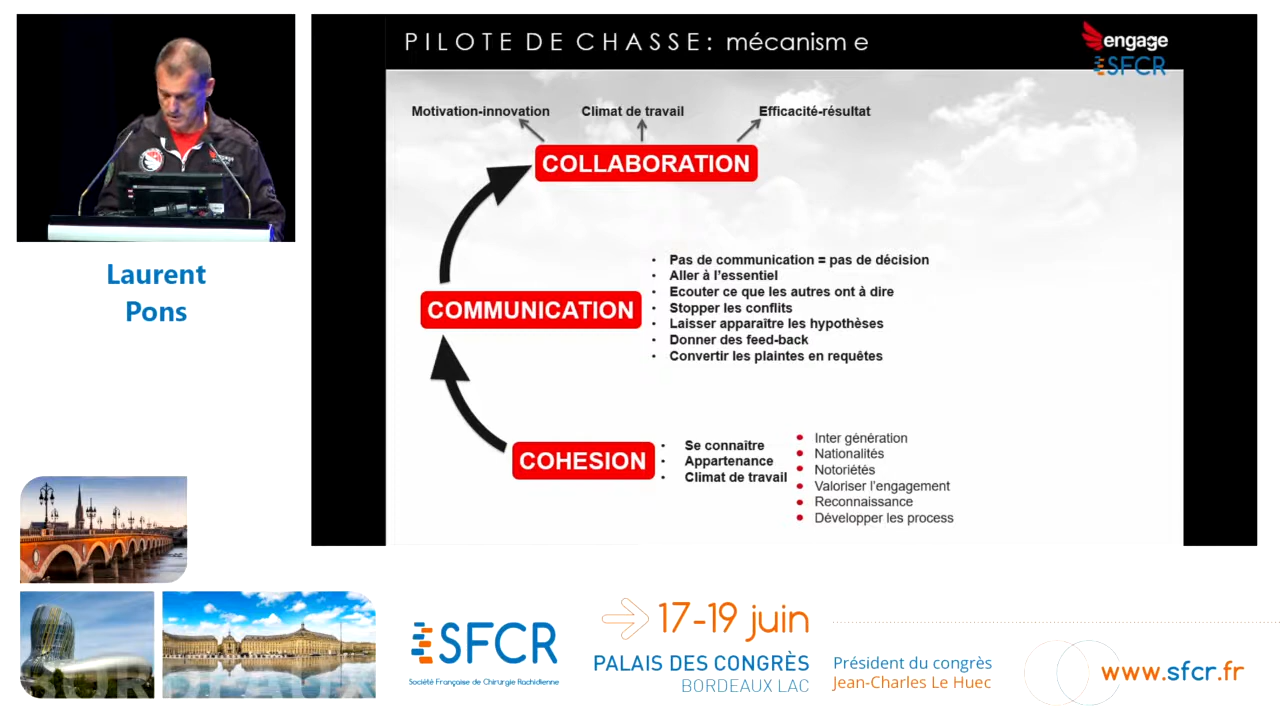 PILOTE DE CHASSE: mécanism e
engage
SFCR
Motivation-innovation
Climat de travail
Efficacité-résultat
COLLABORATION
Laurent
Pons
COMMUNICATION
• Pas de communication = pas de décision
• Aller à l'essentiel
• Ecouter ce que les autres ont à dire
• Stopper les conflits
• Laisser apparaître les hypothèses
• Donner des feed-back
• Convertir les plaintes en requêtes
COHESION
• Se connaître
• Appartenance
• Climat de travail
• Inter génération
• Nationalités
• Notoriétés
• Valoriser l'engagement
• Reconnaissance
• Développer les process
BORDEAUX
SFCR
Société Française de Chirurgie Rachidienne
17-19 juin
PALAIS DES CONGRÈS
BORDEAUX LAC
Président du congrès
Jean-Charles Le Huec
www.sfcr.fr